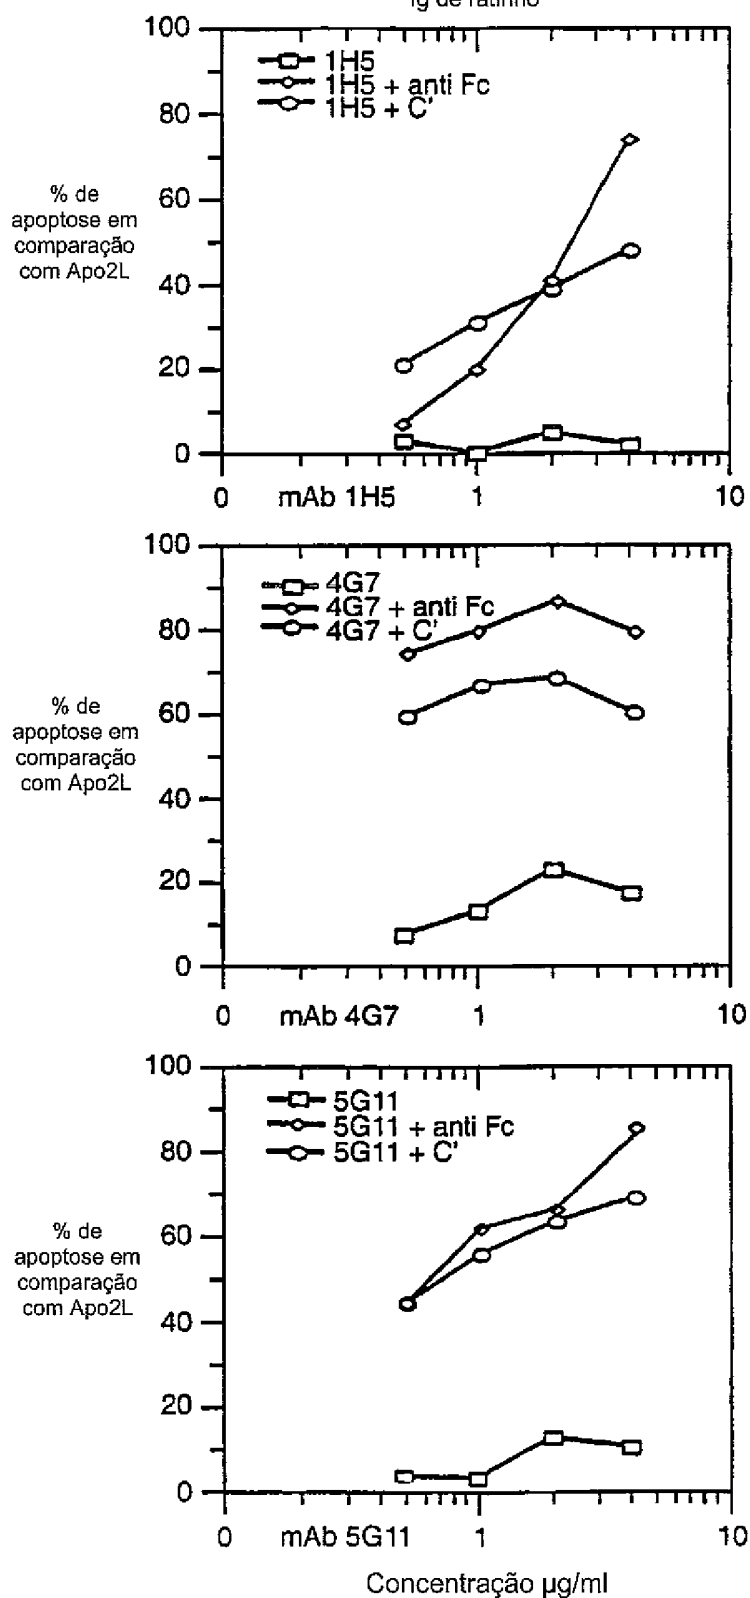 Ig de ratinho
100
80
60
40
20
0
% de
apoptose em
comparação
com Apo2L
1H5
1H5 + anti Fc
1H5 + C'
0 mAb 1H5 1 10
100
80
60
40
20
0
% de
apoptose em
comparação
com Apo2L
4G7
4G7 + anti Fc
4G7 + C'
0 mAb 4G7 1 10
100
80
60
40
20
0
% de
apoptose em
comparação
com Apo2L
5G11
5G11 + anti Fc
5G11 + C'
0 mAb 5G11 1 10
Concentração µg/ml